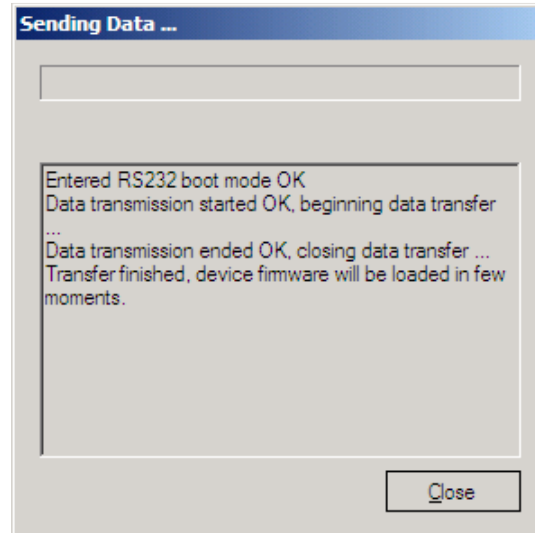 Sending Data ...
Entered RS232 boot mode OK
Data transmission started OK, beginning data transfer
...
Data transmission ended OK, closing data transfer ...
Transfer finished, device firmware will be loaded in few
moments.
Close